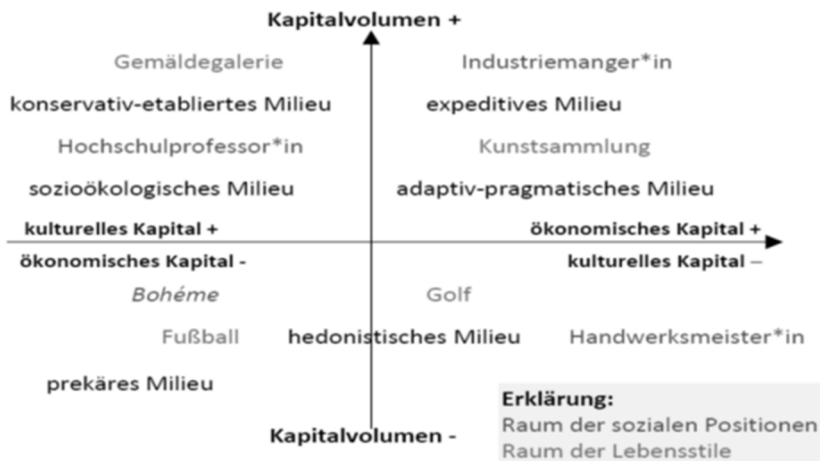 Kapitalvolumen +
Gemäldegalerie Industriemanger*in
konservativ-etabliertes Milieu expeditives Milieu
Hochschulprofessor*in Kunstsammlung
sozioökologisches Milieu adaptiv-pragmatisches Milieu
kulturelles Kapital + ökonomisches Kapital +
ökonomisches Kapital - kulturelles Kapital –
Bohéme Golf
Fußball hedonistisches Milieu Handwerksmeister*in
prekäres Milieu
Erklärung:
Raum der sozialen Positionen
Raum der Lebensstile
Kapitalvolumen -